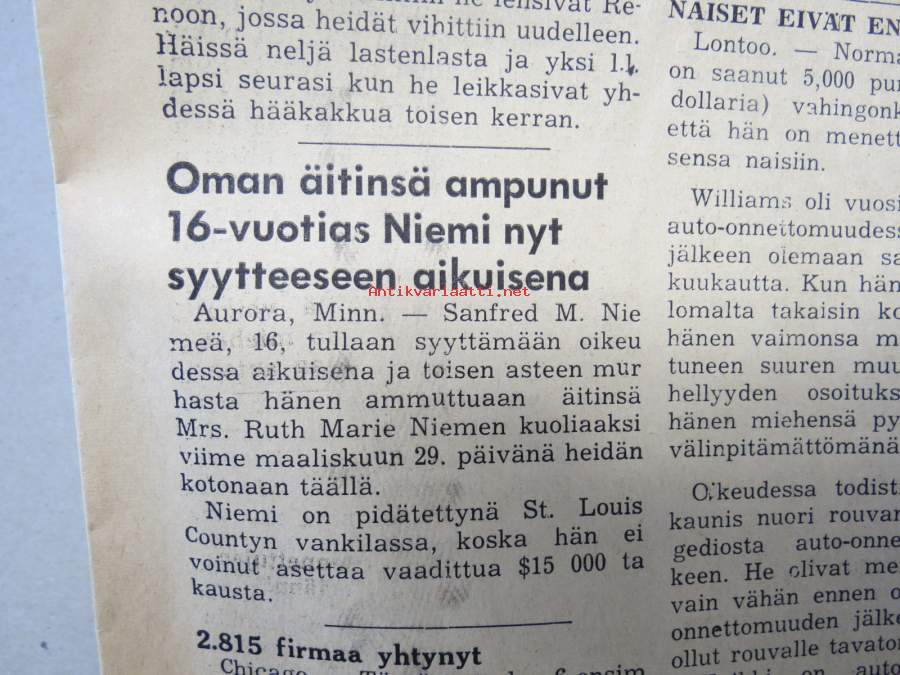 noon, jossa heidät vihittiin uudelleen.
Häissä neljä lastenlasta ja yksi l.l.
lapsi seurasi kun he leikkasivat yh-
dessä hääkakkua toisen kerran.
Oman äitinsä ampunut
16-vuotias Niemi nyt
syytteeseen aikuisena
Antikvariaatti.net
Aurora, Minn. — Sanfred M. Nie
meä, 16, tullaan syyttämään oikeu
dessa aikuisena ja toisen asteen mur
hasta hänen ammuttuaan äitinsä
Mrs. Ruth Marie Niemen kuoliaaksi
viime maaliskuun 29. päivänä heidän
kotonaan täällä.
Niemi on pidätettynä St. Louis
Countyn vankilassa, koska hän ei
voinut asettaa vaadittua $15 000 ta
kausta.
2.815 firmaa yhtynyt
Chicago
NAISET EIVÄT EN
Lontoo. — Norma
on saanut 5,000 pun
dollaria) vahingonk
että hän on menett
sensa naisiin.
Williams oli vuosi
auto-onnettomuudess
jälkeen olemaan sa
kuukautta. Kun hän
lomalta takaisin ko
hänen vaimonsa m
tuneen suuren muu
hellyyden osoituks
hänen miehensä py
välinpitämättömänä
Oikeudessa todist
kaunis nuori rouvan
gediosta auto-onne
keen. He olivat me
vain vähän ennen o
onnettomuuden jälke
ollut rouvalle tavaton